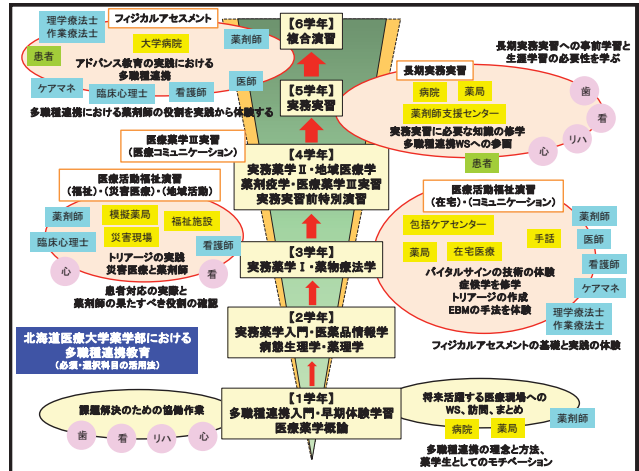 理学療法士
作業療法士
フィジカルアセスメント
大学病院
薬剤師
患者
アドバンス教育の実践における
多職種連携
医師
ケアマネ
臨床心理士
看護師
多職種連携における薬剤師の役割を実践から体験する
【6学年】
複合演習
【5学年】
実務実習
長期実務実習への事前学習と
生涯学習の必要性を学ぶ
長期実務実習
病院
薬局
薬剤師支援センター
実務実習に必要な知識の修学
多職種連携WSへの参画
患者
歯
看
リハ
心
医療薬学Ⅲ実習
(医療コミュニケーション)
【4学年】
実務薬学Ⅱ・地域医療学
薬剤疫学・医療薬学Ⅲ実習
実務実習前特別演習
医療活動福祉演習
(福祉)・(災害医療)・(地域活動)
薬剤師
模擬薬局
福祉施設
臨床心理士
災害現場
看護師
トリアージの実践
災害医療と薬剤師
心
看
患者対応の実際と
薬剤師の果たすべき役割の確認
医療活動福祉演習
(在宅)・(コミュニケーション)
包括ケアセンター
薬剤師
手話
医師
薬局
在宅医療
看護師
バイタルサインの技術の体験
症候学を修学
トリアージの作成
EBMの手法を体験
ケアマネ
理学療法士
作業療法士
フィジカルアセスメントの基礎と実践の体験
【3学年】
実務薬学Ⅰ・薬物療法学
【2学年】
実務薬学入門・医薬品情報学
病態生理学・薬理学
北海道医療大学薬学部における
多職種連携教育
(必須・選択科目の活用法)
【1学年】
多職種連携入門・早期体験学習
医療薬学概論
課題解決のための協働作業
歯
看
リハ
心
将来活躍する医療現場への
WS、訪問、まとめ
薬剤師
病院
薬局
多職種連携の理念と方法、
薬学生としてのモチベーション